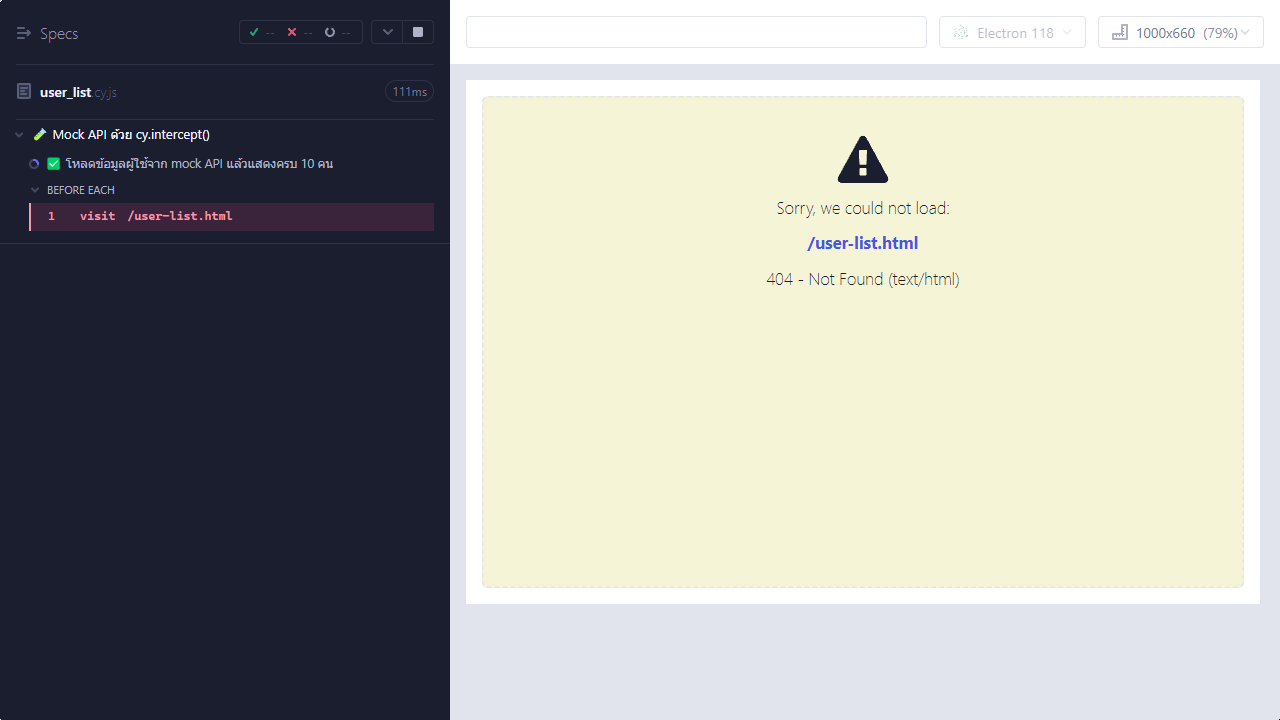 Specs
--
--
--
user_list.cy.js
111ms
Mock API ด้วย cy.intercept()
โหลดข้อมูลผู้ใช้จาก mock API แล้วแสดงครบ 10 คน
BEFORE EACH
1 visit /user-list.html
Electron 118
1000x660 (79%)
Sorry, we could not load:
/user-list.html
404 - Not Found (text/html)